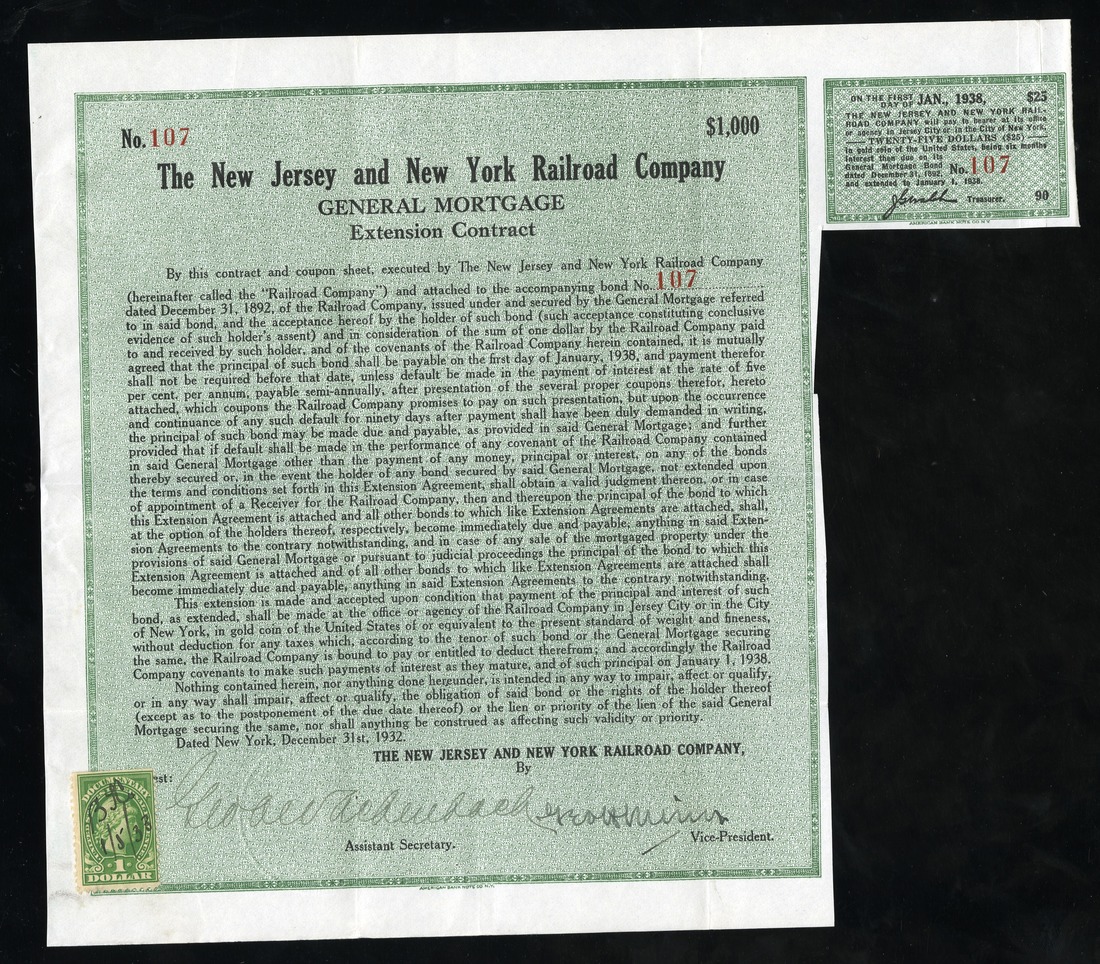 No. 107
$1,000
The New Jersey and New York Railroad Company
GENERAL MORTGAGE
Extension Contract
By this contract and coupon sheet, executed by The New Jersey and New York Railroad Company
(hereinafter called the "Railroad Company") and attached to the accompanying bond No. 107,
dated December 31, 1892, of the Railroad Company, issued under and secured by the General Mortgage referred
to in said bond, and the acceptance hereof by the holder of such bond (such acceptance constituting conclusive
evidence of such holder's assent) and in consideration of the sum of one dollar by the Railroad Company paid
to and received by such holder, and of the covenants of the Railroad Company herein contained, it is mutually
agreed that the principal of such bond shall be payable on the first day of January, 1938, and payment therefor
shall not be required before that date, unless default be made in the payment of interest at the rate of five
per cent. per annum, payable semi-annually, after presentation of the several proper coupons therefor, hereto
attached, which coupons the Railroad Company promises to pay on such presentation, but upon the occurrence
and continuance of any such default for ninety days after payment shall have been duly demanded in writing,
the principal of such bond may be made due and payable, as provided in said General Mortgage; and further
provided that if default shall be made in the performance of any covenant of the Railroad Company contained
in said General Mortgage other than the payment of any money, principal or interest, on any of the bonds
thereby secured or, in the event the holder of any bond secured by said General Mortgage, not extended upon
the terms and conditions set forth in this Extension Agreement, shall obtain a valid judgment thereon, or in case
of appointment of a Receiver for the Railroad Company, then and thereupon the principal of the bond to which
this Extension Agreement is attached and all other bonds to which like Extension Agreements are attached, shall,
at the option of the holders thereof, respectively, become immediately due and payable, anything in said Exten-
sion Agreements to the contrary notwithstanding, and in case of any sale of the mortgaged property under the
provisions of said General Mortgage or pursuant to judicial proceedings the principal of the bond to which this
Extension Agreement is attached and of all other bonds to which like Extension Agreements are attached shall
become immediately due and payable, anything in said Extension Agreements to the contrary notwithstanding.
This extension is made and accepted upon condition that payment of the principal and interest of such
bond, as extended, shall be made at the office or agency of the Railroad Company in Jersey City or in the City
of New York, in gold coin of the United States of or equivalent to the present standard of weight and fineness,
without deduction for any taxes which, according to the tenor of such bond or the General Mortgage securing
the same, the Railroad Company is bound to pay or entitled to deduct therefrom; and accordingly the Railroad
Company covenants to make such payments of interest as they mature, and of such principal on January 1, 1938.
Nothing contained herein, nor anything done hereunder, is intended in any way to impair, affect or qualify,
or in any way shall impair, affect or qualify, the obligation of said bond or the rights of the holder thereof
(except as to the postponement of the due date thereof) or the lien or priority of the lien of the said General
Mortgage securing the same, nor shall anything be construed as affecting such validity or priority.
Dated New York, December 31st, 1932.
THE NEW JERSEY AND NEW YORK RAILROAD COMPANY,
By
est:
Assistant Secretary.
Vice-President.
DOCUMENTARY
1
DOLLAR
AMERICAN BANK NOTE CO. N.Y.
ON THE FIRST DAY OF JAN., 1938, $25
THE NEW JERSEY AND NEW YORK RAIL-
ROAD COMPANY will pay to bearer at its office
or agency in Jersey City or in the City of New York,
TWENTY-FIVE DOLLARS ($25)
in gold coin of the United States, being six months
interest then due on its
General Mortgage Bond No. 107
dated December 31, 1892,
and extended to January 1, 1938.
Treasurer. 90
AMERICAN BANK NOTE CO. N.Y.